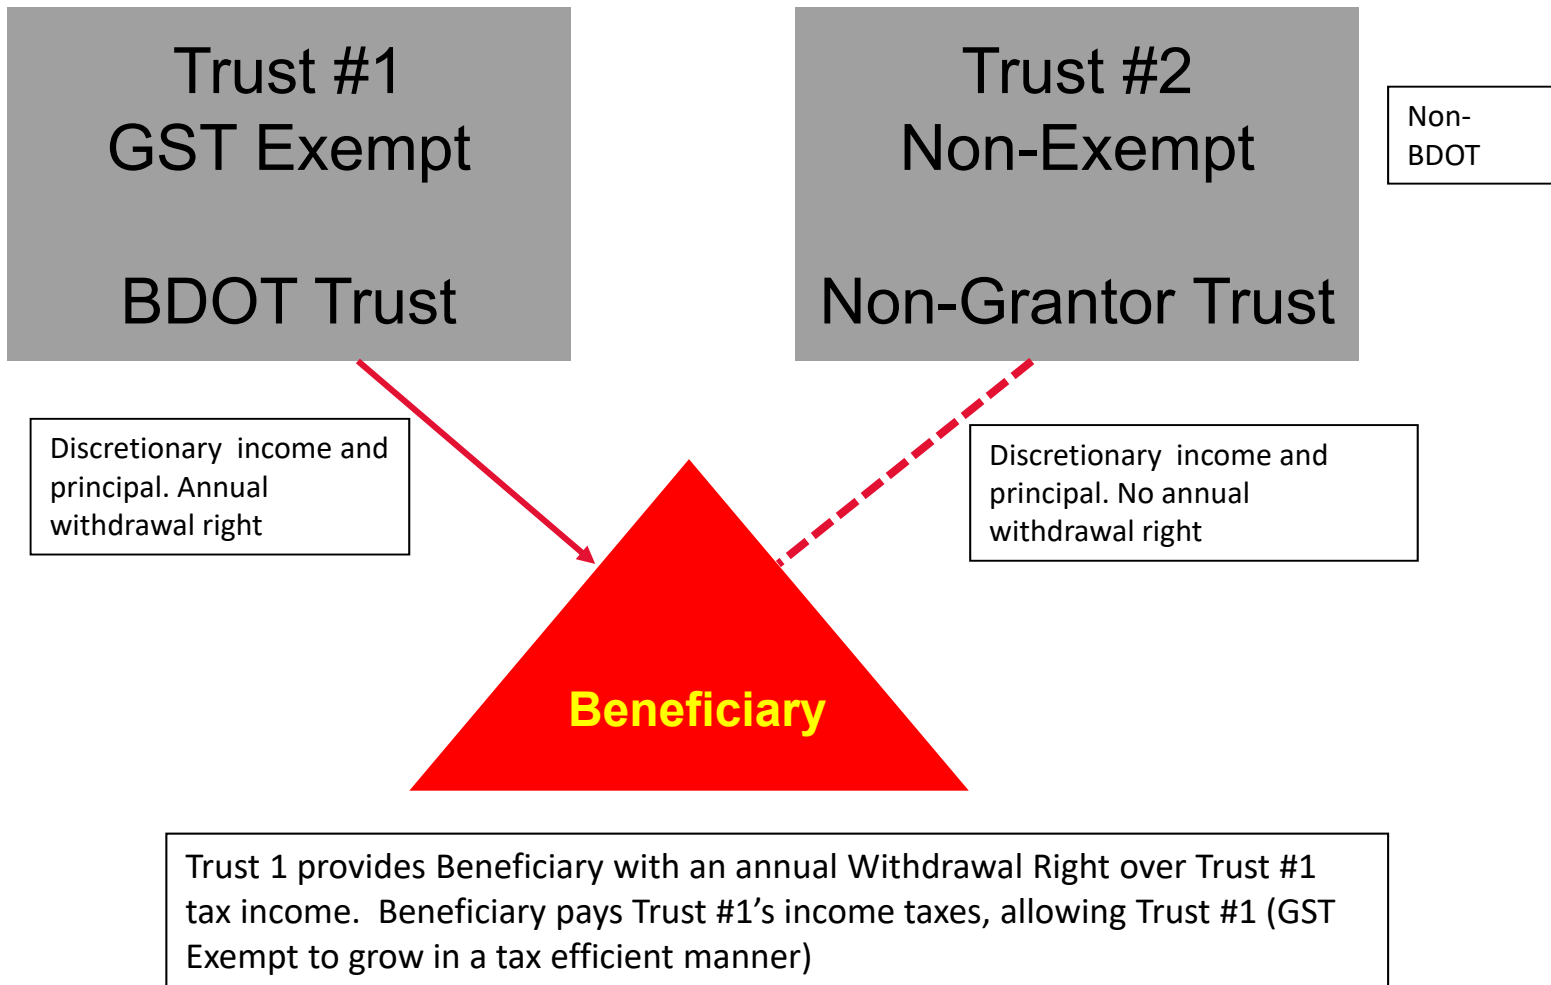 Trust #1
GST Exempt
BDOT Trust
Trust #2
Non-Exempt
Non-Grantor Trust
Non-
BDOT
Discretionary  income and
principal. Annual
withdrawal right
Discretionary  income and
principal. No annual
withdrawal right
Beneficiary
Trust 1 provides Beneficiary with an annual Withdrawal Right over Trust #1
tax income.  Beneficiary pays Trust #1’s income taxes, allowing Trust #1 (GST
Exempt to grow in a tax efficient manner)